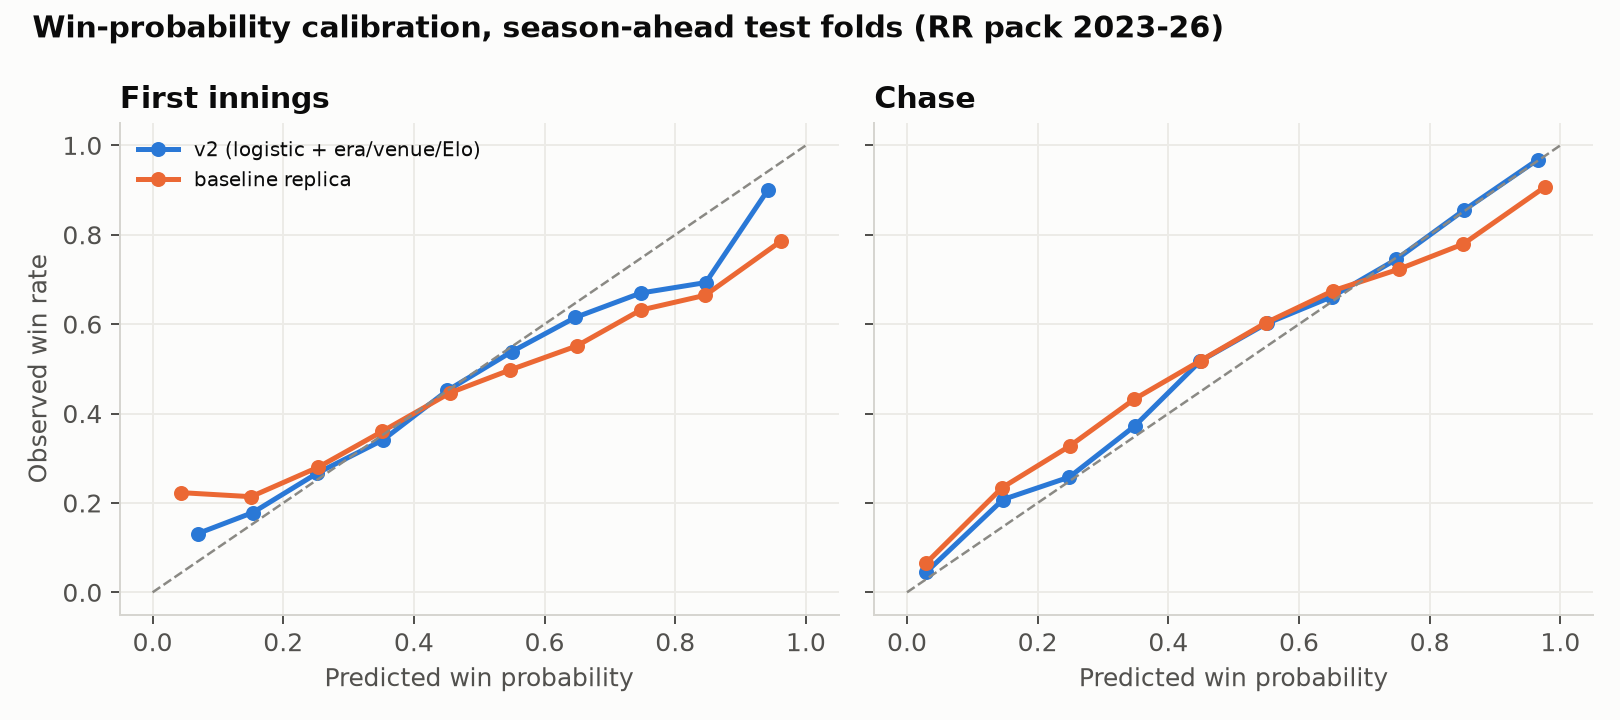 Win-probability calibration, season-ahead test folds (RR pack 2023-26)
First innings
v2 (logistic + era/venue/Elo)
baseline replica
1.0
0.8
0.6
0.4
0.2
0.0
Observed win rate
0.0 0.2 0.4 0.6 0.8 1.0
Predicted win probability
Chase
0.0 0.2 0.4 0.6 0.8 1.0
Predicted win probability